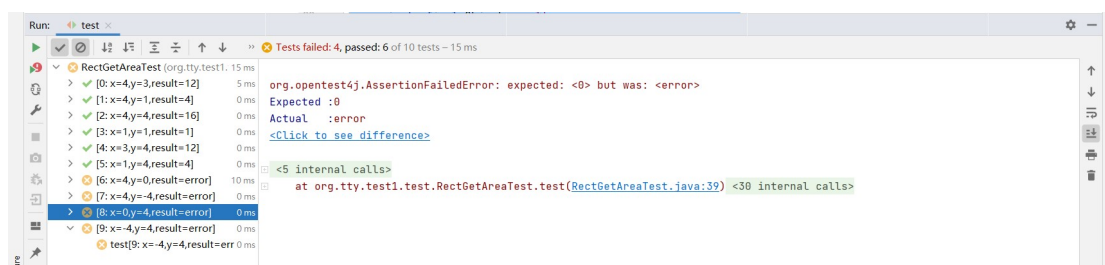 Run: test
Tests failed: 4, passed: 6 of 10 tests – 15 ms
RectGetAreaTest (org.tty.test1. 15 ms
[0: x=4,y=3,result=12] 5 ms
[1: x=4,y=1,result=4] 0 ms
[2: x=4,y=4,result=16] 0 ms
[3: x=1,y=1,result=1] 0 ms
[4: x=3,y=4,result=12] 0 ms
[5: x=1,y=4,result=4] 0 ms
[6: x=4,y=0,result=error] 10 ms
[7: x=4,y=-4,result=error] 0 ms
[8: x=0,y=4,result=error] 0 ms
[9: x=-4,y=4,result=error] 0 ms
test[9: x=-4,y=4,result=err 0 ms
org.opentest4j.AssertionFailedError: expected: <0> but was: <error>
Expected :0
Actual :error
<Click to see difference>
<5 internal calls>
at org.tty.test1.test.RectGetAreaTest.test(RectGetAreaTest.java:39) <30 internal calls>